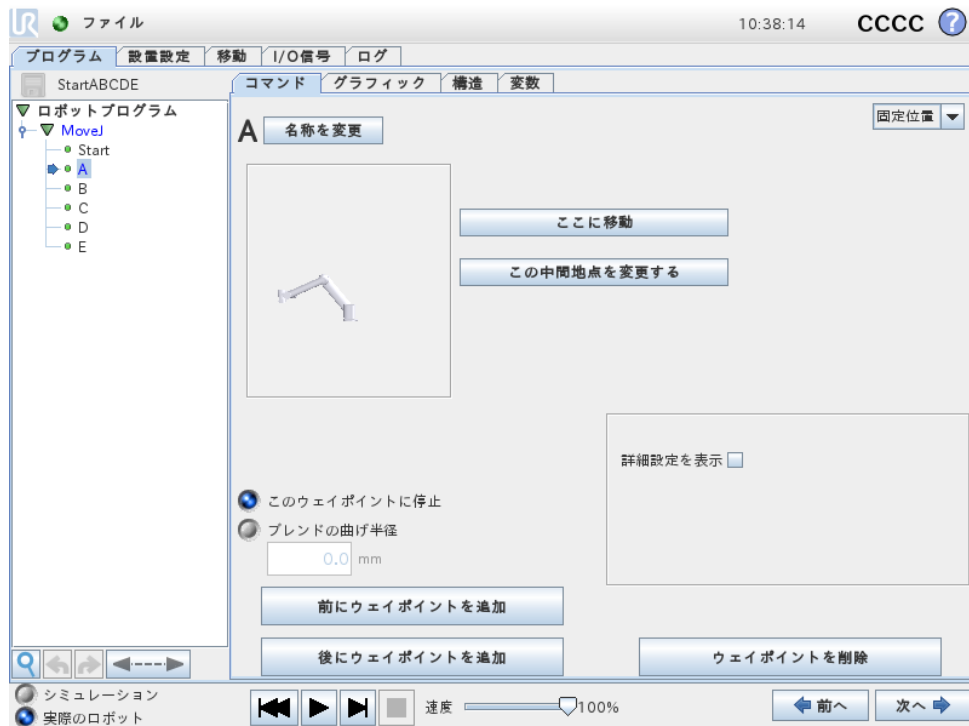 UR ファイル 10:38:14 CCCC ?
プログラム 設置設定 移動 I/O信号 ログ
StartABCDE
コマンド グラフィック 構造 変数
ロボットプログラム
MoveJ
Start
A
B
C
D
E
A 名称を変更
固定位置
ここに移動
この中間地点を変更する
詳細設定を表示
このウェイポイントに停止
ブレンドの曲げ半径
0.0 mm
前にウェイポイントを追加
後にウェイポイントを追加
ウェイポイントを削除
シミュレーション
実際のロボット
速度 100%
前へ 次へ